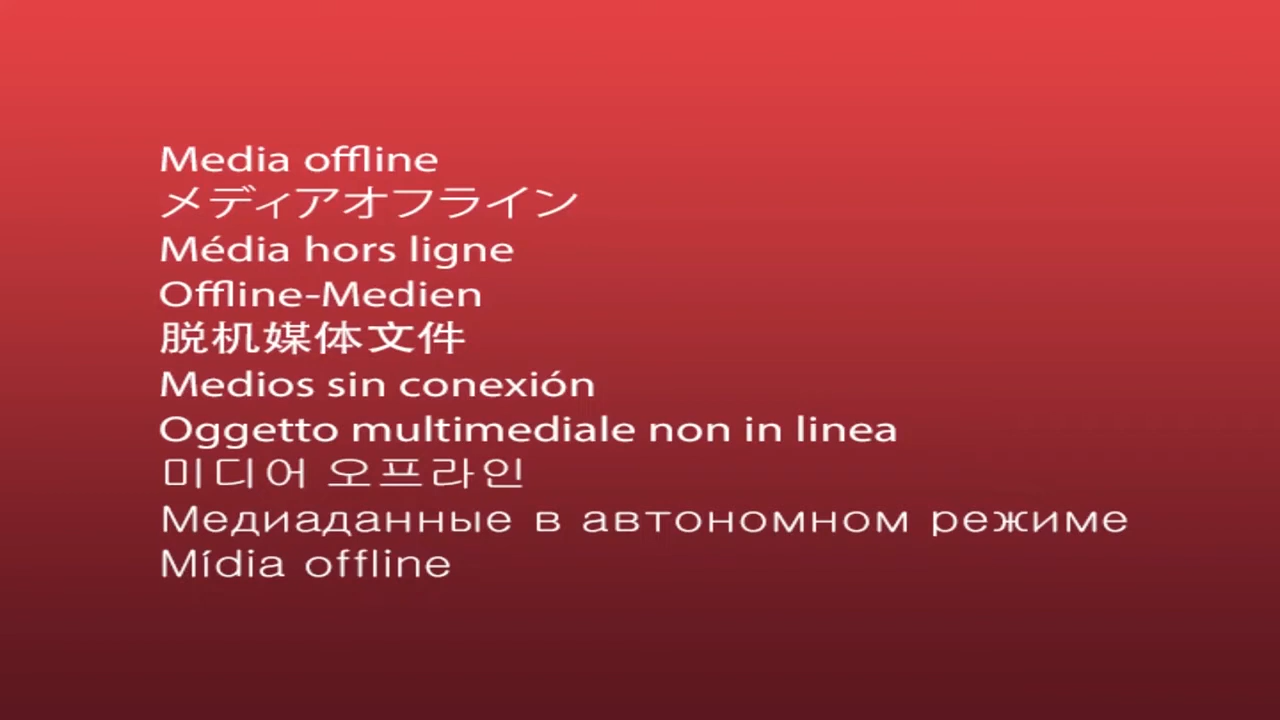 Media offline
メディアオフライン
Média hors ligne
Offline-Medien
脱机媒体文件
Medios sin conexión
Oggetto multimediale non in linea
미디어 오프라인
Медиаданные в автономном режиме
Mídia offline